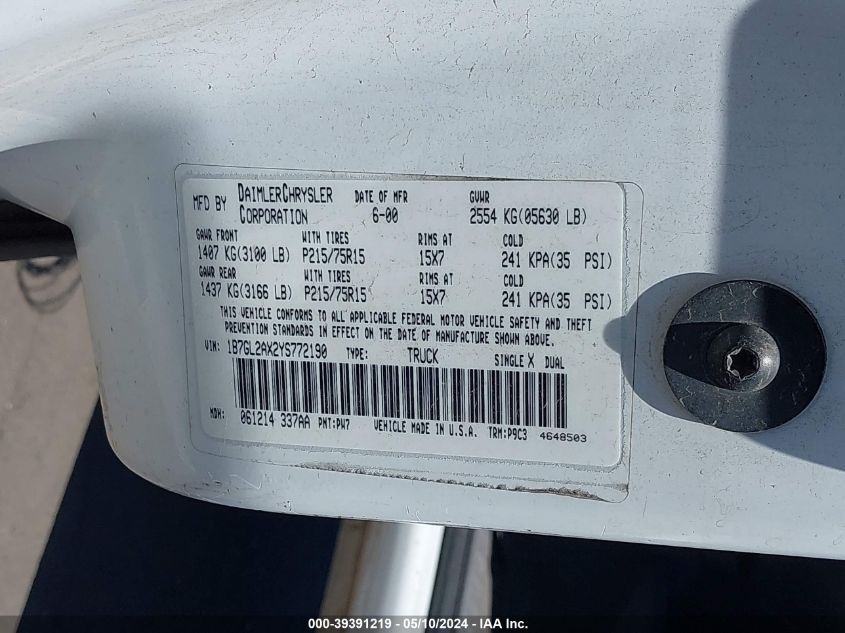 MFD BY DAIMLERCHRYSLER CORPORATION DATE OF MFR 6-00 GVWR 2554 KG(05630 LB)
GAWR FRONT WITH TIRES RIMS AT COLD
1407 KG(3100 LB) P215/75R15 15X7 241 KPA(35 PSI)
GAWR REAR WITH TIRES RIMS AT COLD
1437 KG(3166 LB) P215/75R15 15X7 241 KPA(35 PSI)
THIS VEHICLE CONFORMS TO ALL APPLICABLE FEDERAL MOTOR VEHICLE SAFETY AND THEFT
PREVENTION STANDARDS IN EFFECT ON THE DATE OF MANUFACTURE SHOWN ABOVE.
VIN: 1B7GL2AX2YS772190 TYPE: TRUCK SINGLE X DUAL
MDH: 061214 337AA PNT:PW7 VEHICLE MADE IN U.S.A. TRM:P9C3 4648503
000-39391219 - 05/10/2024 - IAA Inc.